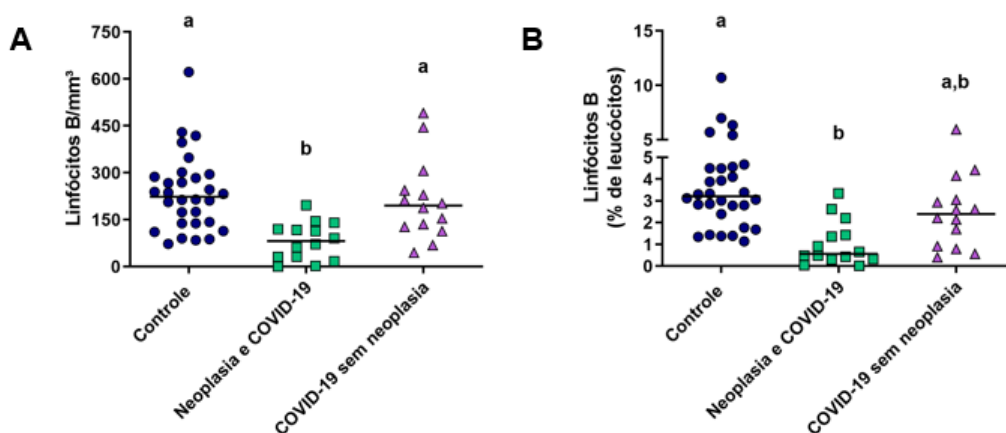 A
Linfócitos B/mm³
750
600
450
300
150
0
a
b
a
Controle
Neoplasia e COVID-19
COVID-19 sem neoplasia
B
Linfócitos B
(% de leucócitos)
15
10
5
5
4
3
2
1
0
a
b
a,b
Controle
Neoplasia e COVID-19
COVID-19 sem neoplasia